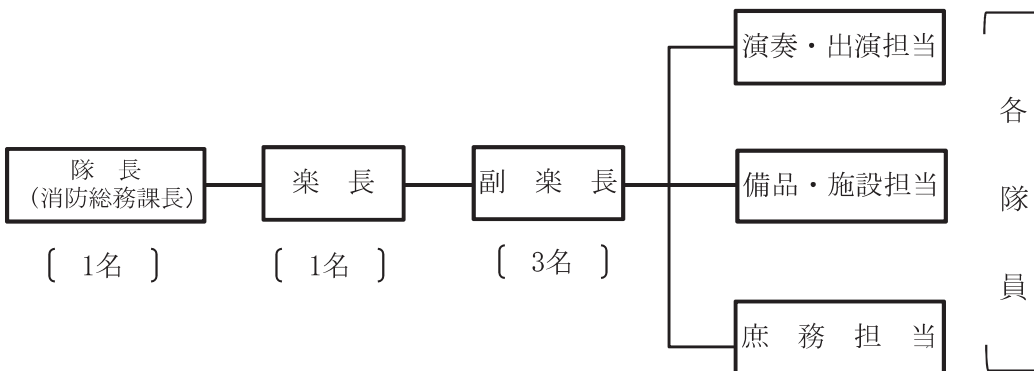 隊　長
（消防総務課長）
〔　1名　〕
楽　長
〔　1名　〕
副　楽　長
〔　3名　〕
演奏・出演担当
備品・施設担当
庶　務　担　当
各隊員